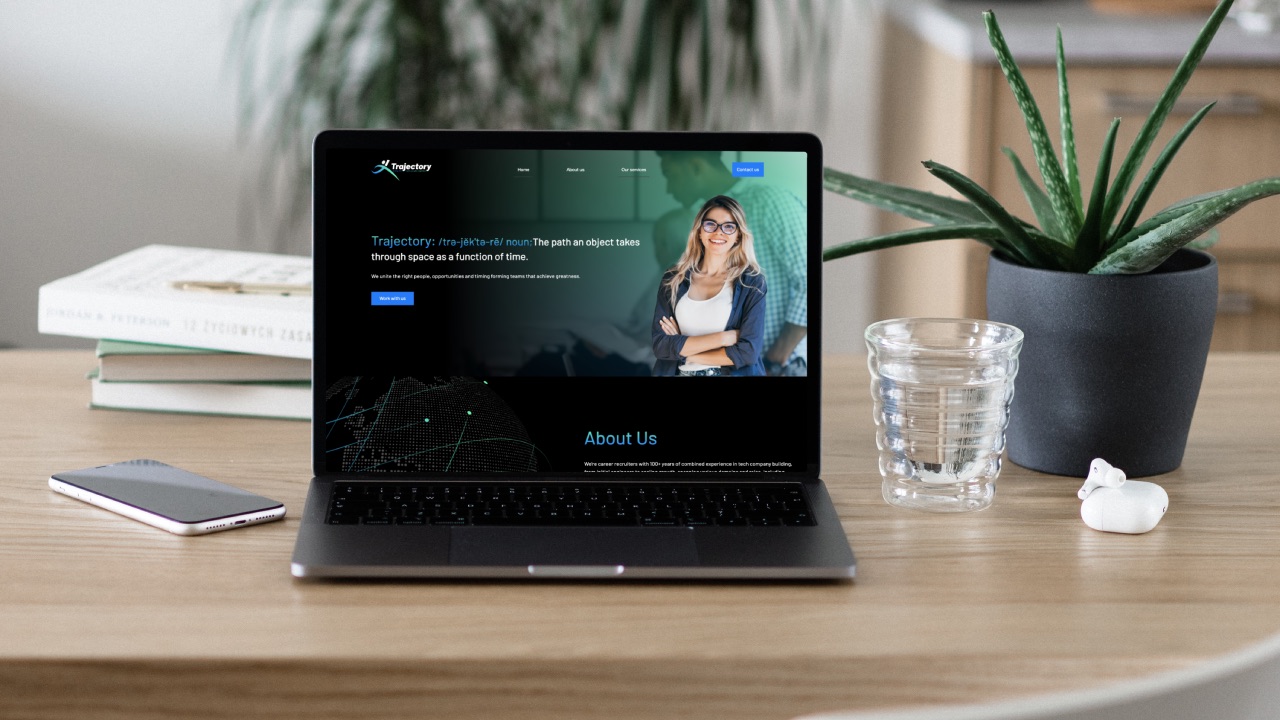 Trajectory
Home
About us
Our services
Contact us
Trajectory: /trə-jĕk'tə-rē/ noun:The path an object takes
through space as a function of time.
We unite the right people, opportunities and timing forming teams that achieve greatness.
Work with us
About Us
We're career recruiters with 100+ years of combined experience in tech company building,
JORDAN B. PETERSON 12 ŻYCIOWYCH ZASA